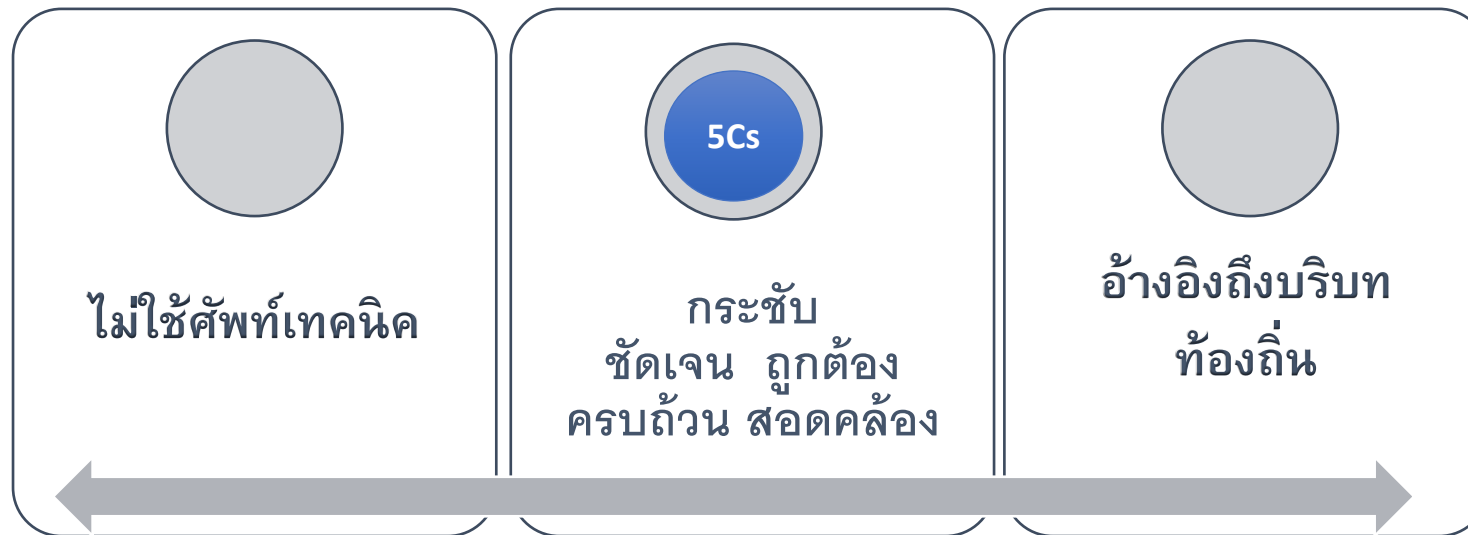 ไม่ใช้ศัพท์เทคนิค
5Cs
กระชับ
ชัดเจน ถูกต้อง
ครบถ้วน สอดคล้อง
อ้างอิงถึงบริบท
ท้องถิ่น